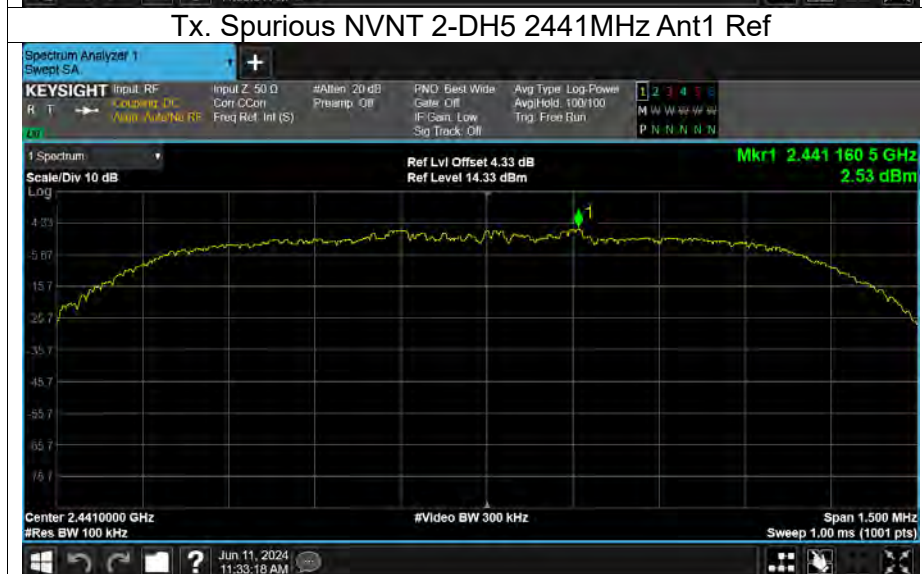 Tx. Spurious NVNT 2-DH5 2441MHz Ant1 Ref
Spectrum Analyzer 1
Swept SA
+
KEYSIGHT Input: RF
R T Coupling: DC
Align: Auto/No RF
Input Z: 50 Ω
Corr CCorr
Freq Ref: Int (S)
#Atten: 20 dB
Preamp: Off
PNO: Best Wide
Gate: Off
IF Gain: Low
Sig Track: Off
Avg Type: Log-Power
Avg|Hold: 100/100
Trig: Free Run
1 2 3 4 5 6
M W W W W W
P N N N N N
1 Spectrum
Scale/Div 10 dB
Log
Ref Lvl Offset 4.33 dB
Ref Level 14.33 dBm
Mkr1 2.441 160 5 GHz
2.53 dBm
1
4.33
-5.67
-15.7
-25.7
-35.7
-45.7
-55.7
-65.7
-75.7
Center 2.4410000 GHz
#Res BW 100 kHz
#Video BW 300 kHz
Span 1.500 MHz
Sweep 1.00 ms (1001 pts)
?
Jun 11, 2024
11:33:18 AM